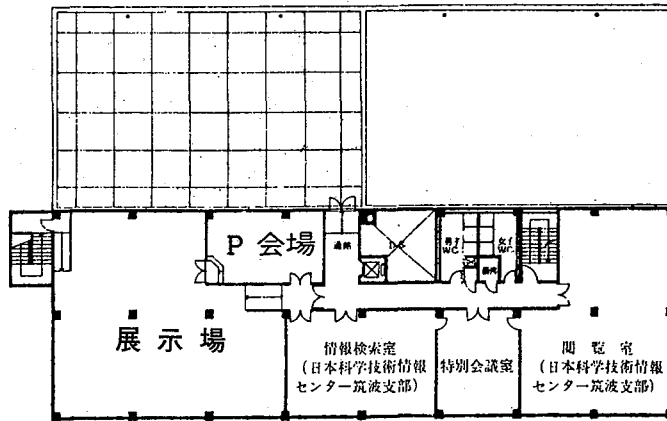 P 会場
通路
男子
W.C.
女子
W.C.
展 示 場
情報検索室
(日本科学技術情報
センター筑波支部)
特別会議室
閲 覧 室
(日本科学技術情報
センター筑波支部)